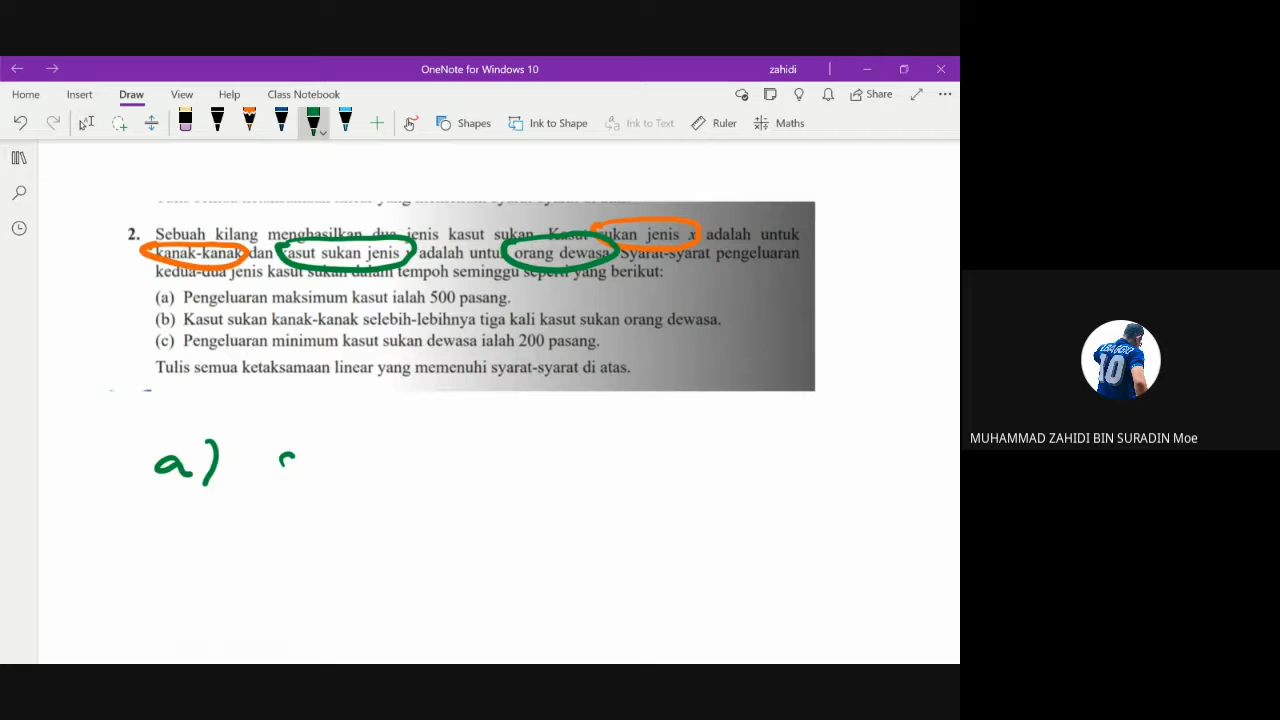 OneNote for Windows 10
zahidi
Home Insert Draw View Help Class Notebook
Share
Shapes Ink to Shape Ink to Text Ruler Maths
2. Sebuah kilang menghasilkan dua jenis kasut sukan. Kasut sukan jenis x adalah untuk
kanak-kanak dan kasut sukan jenis adalah untuk orang dewasa. Syarat-syarat pengeluaran
kedua-dua jenis kasut sukan dalam tempoh seminggu seperti yang berikut:
(a) Pengeluaran maksimum kasut ialah 500 pasang.
(b) Kasut sukan kanak-kanak selebih-lebihnya tiga kali kasut sukan orang dewasa.
(c) Pengeluaran minimum kasut sukan dewasa ialah 200 pasang.
Tulis semua ketaksamaan linear yang memenuhi syarat-syarat di atas.
a)
10
MUHAMMAD ZAHIDI BIN SURADIN Moe